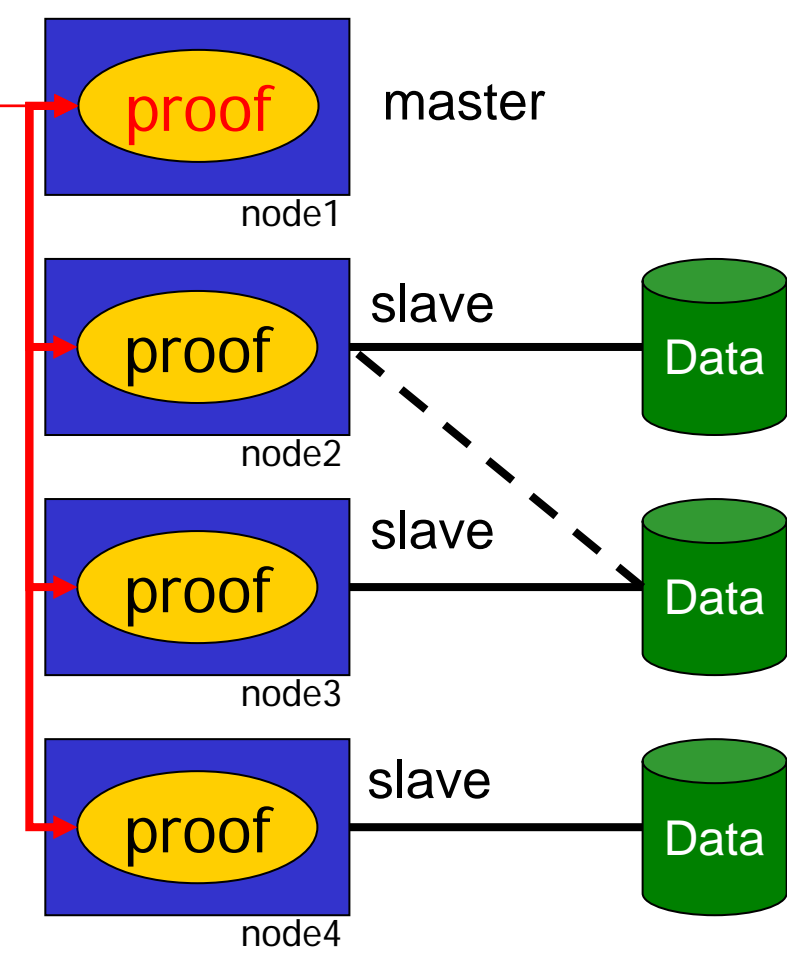 proof
master
node1
proof
slave
Data
node2
proof
slave
Data
node3
proof
slave
Data
node4